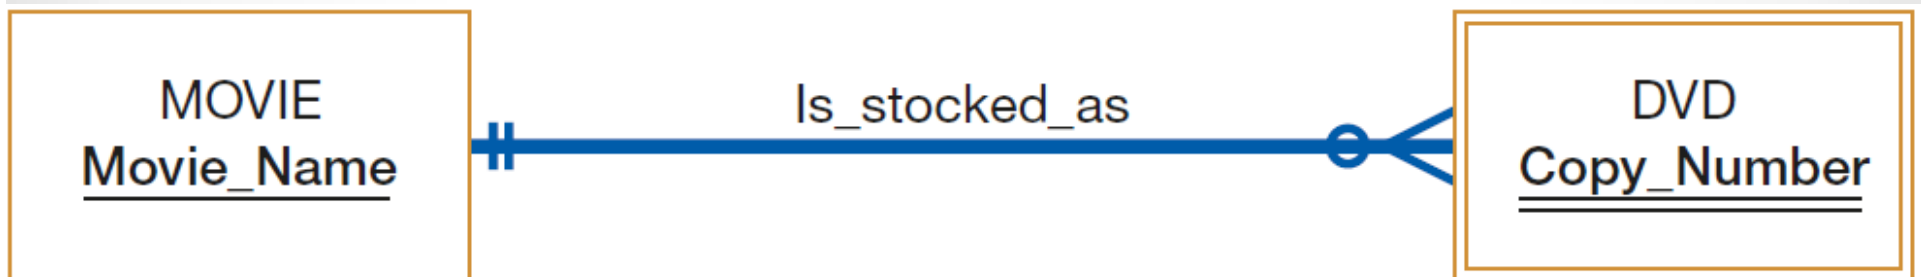 MOVIE
Movie_Name
Is_stocked_as
DVD
Copy_Number